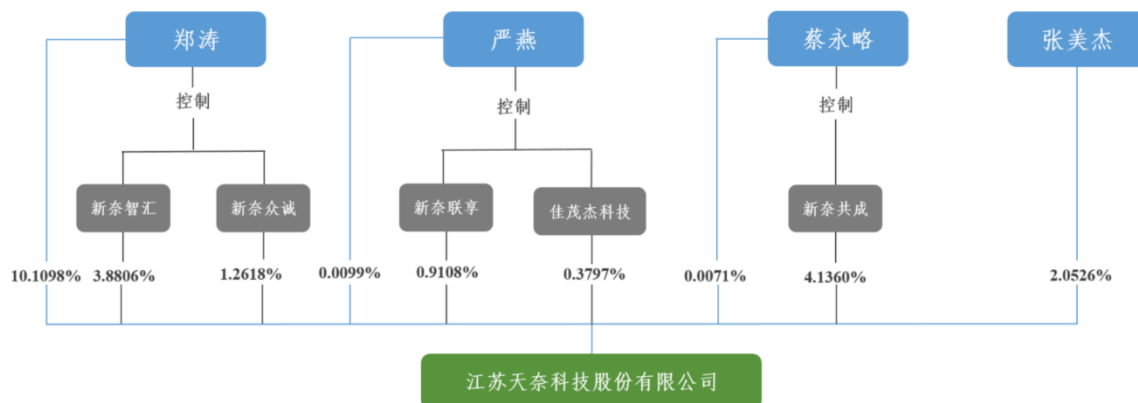 郑涛
严燕
蔡永略
张美杰
控制
控制
控制
新奈智汇
新奈众诚
新奈联享
佳茂杰科技
新奈共成
10.1098%
3.8806%
1.2618%
0.0099%
0.9108%
0.3797%
0.0071%
4.1360%
2.0526%
江苏天奈科技股份有限公司